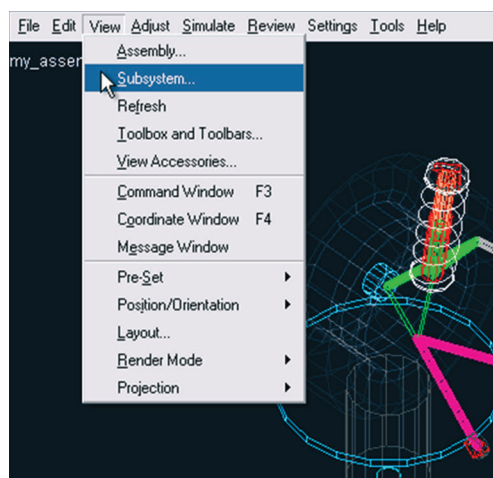 File Edit View Adjust Simulate Review Settings Tools Help
my_asser
Assembly...
Subsystem...
Refresh
Toolbox and Toolbars...
View Accessories...
Command Window F3
Coordinate Window F4
Message Window
Pre-Set
Position/Orientation
Layout...
Render Mode
Projection